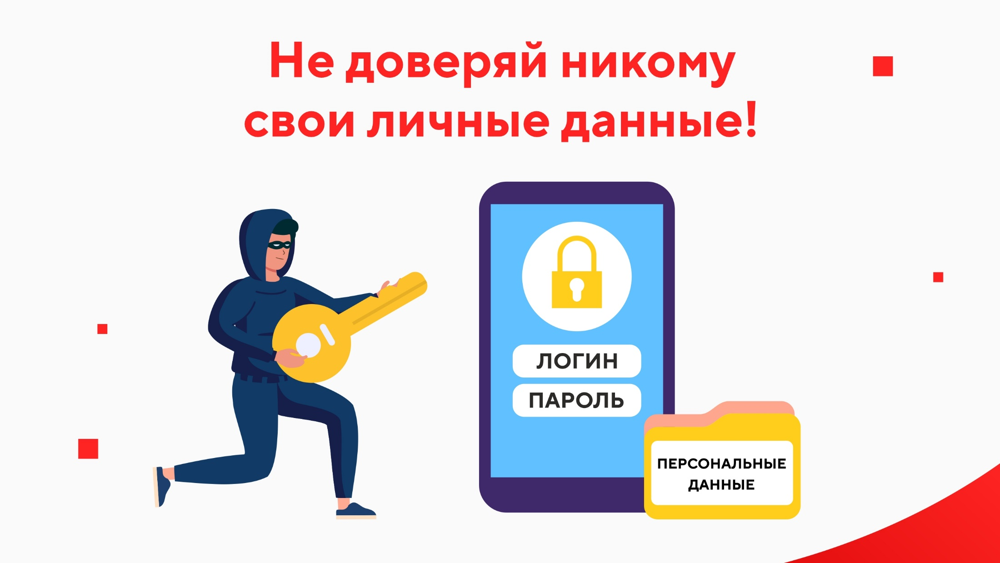 Не доверяй никому
свои личные данные!
ЛОГИН
ПАРОЛЬ
ПЕРСОНАЛЬНЫЕ
ДАННЫЕ